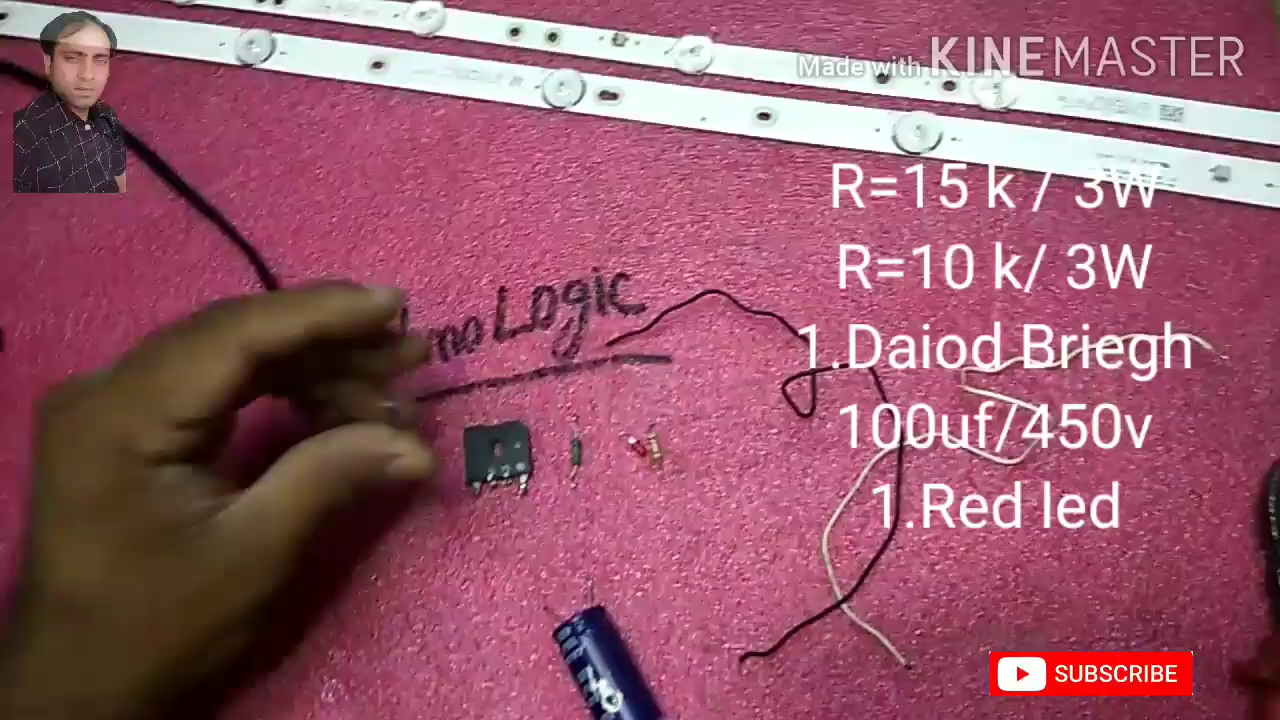 Made with KINEMASTER
R=15 k / 3W
R=10 k/ 3W
Logic
1.Daiod Briegh
100uf/450v
1.Red led
SUBSCRIBE